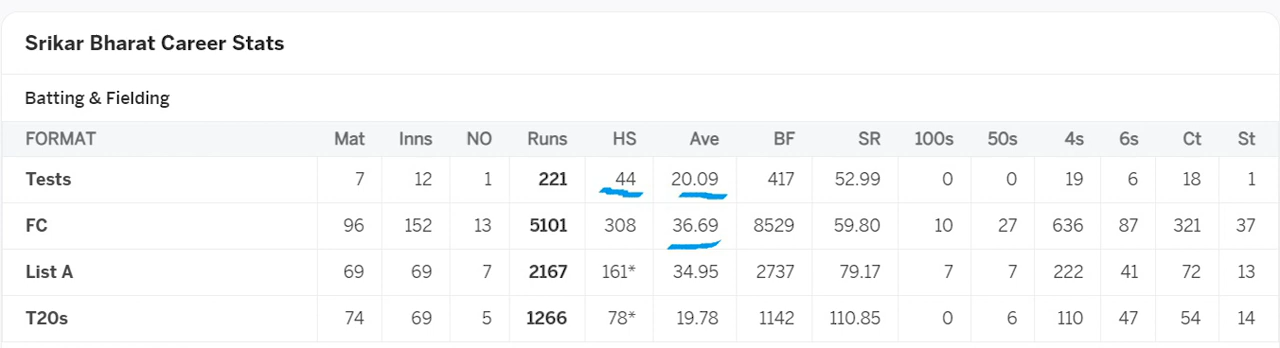 Srikar Bharat Career Stats
Batting & Fielding
FORMAT Mat Inns NO Runs HS Ave BF SR 100s 50s 4s 6s Ct St
Tests 7 12 1 221 44 20.09 417 52.99 0 0 19 6 18 1
FC 96 152 13 5101 308 36.69 8529 59.80 10 27 636 87 321 37
List A 69 69 7 2167 161* 34.95 2737 79.17 7 7 222 41 72 13
T20s 74 69 5 1266 78* 19.78 1142 110.85 0 6 110 47 54 14